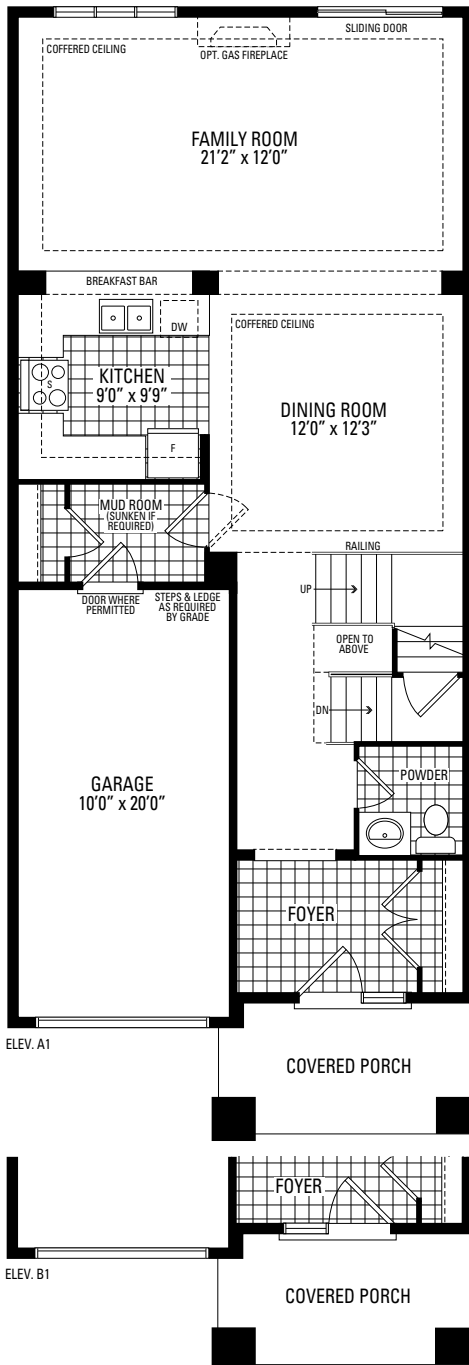 SLIDING DOOR
COFFERED CEILING
OPT. GAS FIREPLACE
FAMILY ROOM
21'2" x 12'0"
BREAKFAST BAR
DW
COFFERED CEILING
S
KITCHEN
9'0" x 9'9"
DINING ROOM
12'0" x 12'3"
F
MUD ROOM
(SUNKEN IF
REQUIRED)
RAILING
UP
DOOR WHERE
PERMITTED
STEPS & LEDGE
AS REQUIRED
BY GRADE
OPEN TO
ABOVE
DN
POWDER
GARAGE
10'0" x 20'0"
FOYER
ELEV. A1
COVERED PORCH
FOYER
ELEV. B1
COVERED PORCH